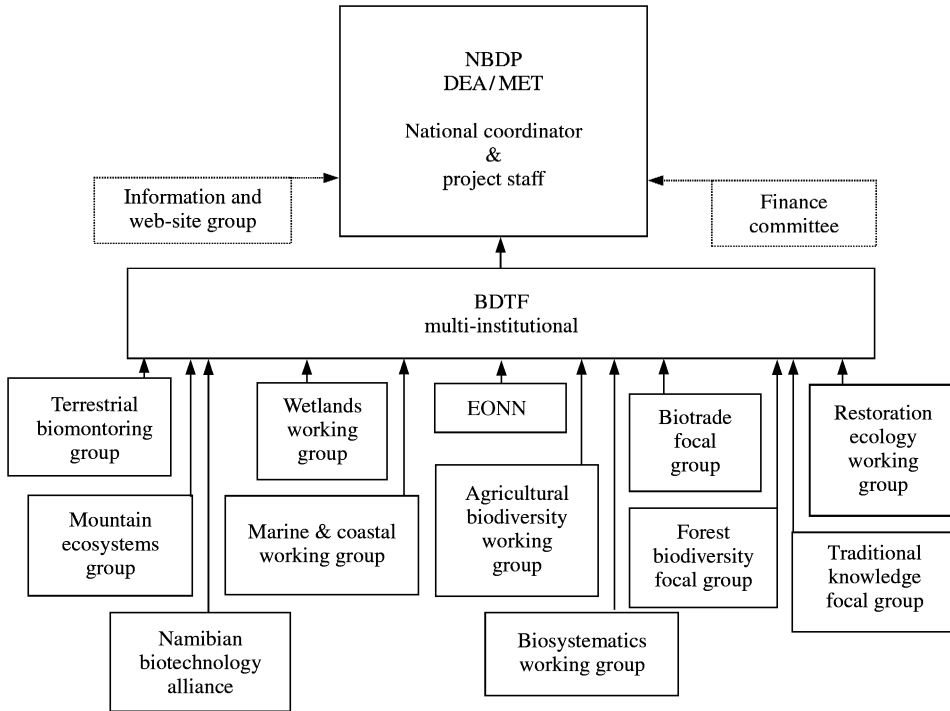 NBDP
DEA/MET
National coordinator
&
project staff
Information and
web-site group
Finance
committee
BDTF
multi-institutional
Terrestrial
biomontoring
group
Wetlands
working
group
EONN
Biotrade
focal
group
Restoration
ecology
working
group
Mountain
ecosystems
group
Marine & coastal
working group
Agricultural
biodiversity
working
group
Forest
biodiversity
focal group
Traditional
knowledge
focal group
Namibian
biotechnology
alliance
Biosystematics
working group